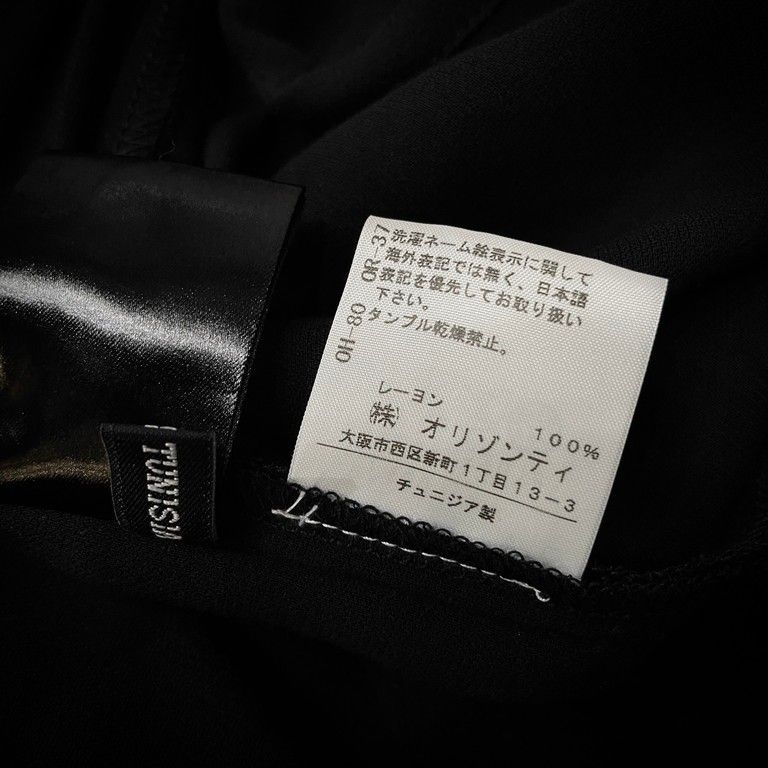 洗濯ネーム絵表示に関して
海外表記では無く、日本語
表記を優先してお取り扱い
下さい。
タンブル乾燥禁止。
OH-80 OR-37
レーヨン 100%
㈱ オリゾンティ
大阪市西区新町1丁目13-3
チュニジア製
TUNISI